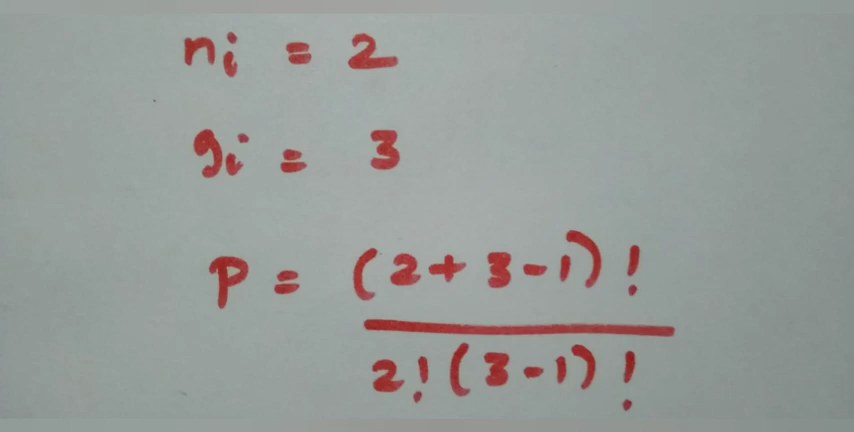 ni = 2
gi = 3
P = (2+3-1)!
2!(3-1)!